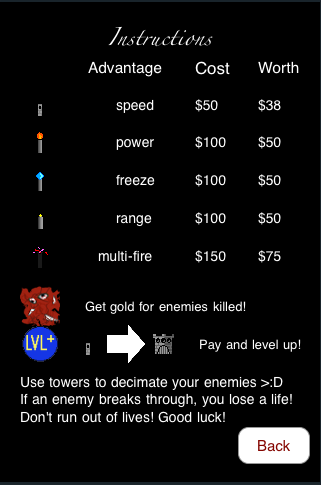 Instructions
Advantage Cost Worth
speed $50 $38
power $100 $50
freeze $100 $50
range $100 $50
multi-fire $150 $75
Get gold for enemies killed!
LVL+ Pay and level up!
Use towers to decimate your enemies >:D
If an enemy breaks through, you lose a life!
Don't run out of lives! Good luck!
Back